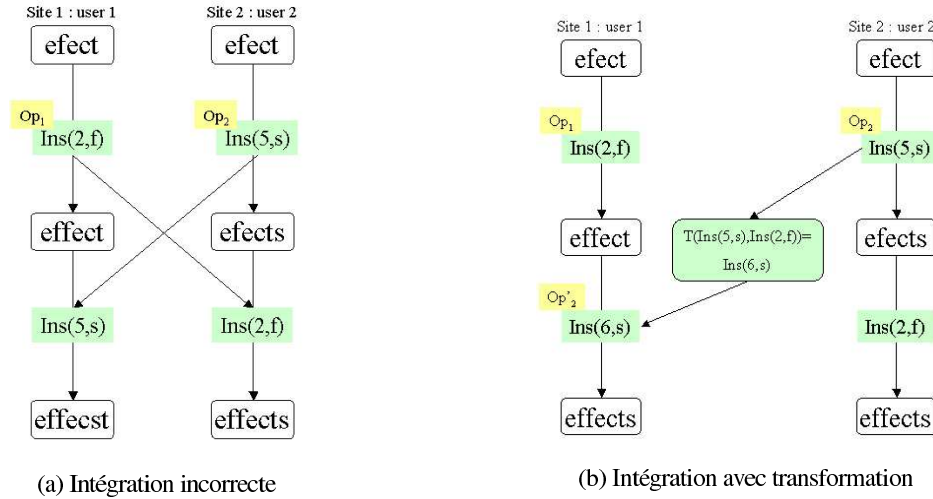 Site 1 : user 1
Site 2 : user 2
efect
efect
Op1
Op2
Ins(2,f)
Ins(5,s)
effect
efects
Ins(5,s)
Ins(2,f)
effecst
effects
(a) Intégration incorrecte
Site 1 : user 1
Site 2 : user 2
efect
efect
Op1
Op2
Ins(2,f)
Ins(5,s)
effect
T(Ins(5,s),Ins(2,f))=
Ins(6,s)
efects
Op'2
Ins(6,s)
Ins(2,f)
effects
effects
(b) Intégration avec transformation